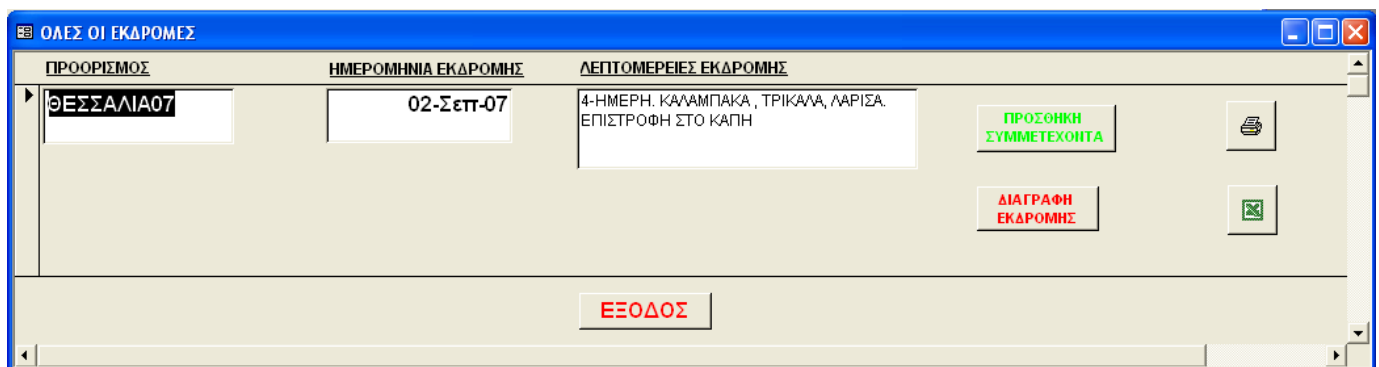 ΟΛΕΣ ΟΙ ΕΚΔΡΟΜΕΣ
ΠΡΟΟΡΙΣΜΟΣ ΗΜΕΡΟΜΗΝΙΑ ΕΚΔΡΟΜΗΣ ΛΕΠΤΟΜΕΡΕΙΕΣ ΕΚΔΡΟΜΗΣ
ΘΕΣΣΑΛΙΑ07 02-Σεπ-07 4-ΗΜΕΡΗ. ΚΑΛΑΜΠΑΚΑ , ΤΡΙΚΑΛΑ, ΛΑΡΙΣΑ.
ΕΠΙΣΤΡΟΦΗ ΣΤΟ ΚΑΠΗ
ΠΡΟΣΘΗΚΗ
ΣΥΜΜΕΤΕΧΟΝΤΑ
ΔΙΑΓΡΑΦΗ
ΕΚΔΡΟΜΗΣ
ΕΞΟΔΟΣ